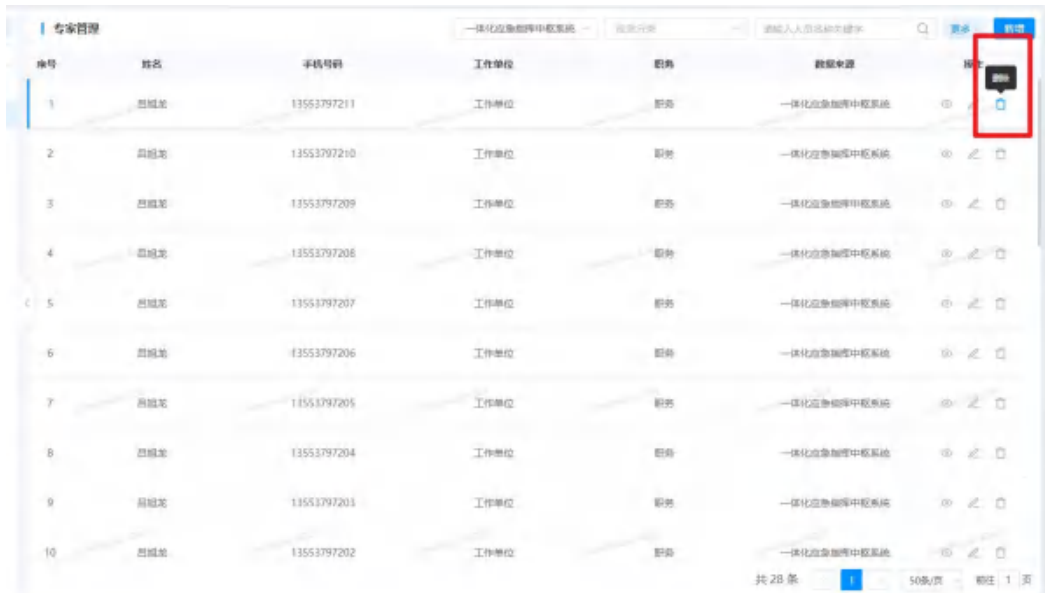 专家管理 一体化应急指挥中枢系统 请输入人员名称关键字 更多 新增
序号 姓名 手机号码 工作单位 职务 数据来源 操作
删除
1 吕旭龙 13553797211 工作单位 职务 一体化应急指挥中枢系统
2 吕旭龙 13553797210 工作单位 职务 一体化应急指挥中枢系统
3 吕旭龙 13553797209 工作单位 职务 一体化应急指挥中枢系统
4 吕旭龙 13553797208 工作单位 职务 一体化应急指挥中枢系统
5 吕旭龙 13553797207 工作单位 职务 一体化应急指挥中枢系统
6 吕旭龙 13553797206 工作单位 职务 一体化应急指挥中枢系统
7 吕旭龙 13553797205 工作单位 职务 一体化应急指挥中枢系统
8 吕旭龙 13553797204 工作单位 职务 一体化应急指挥中枢系统
9 吕旭龙 13553797203 工作单位 职务 一体化应急指挥中枢系统
10 吕旭龙 13553797202 工作单位 职务 一体化应急指挥中枢系统
共 28 条 1 50条/页 前往 1 页